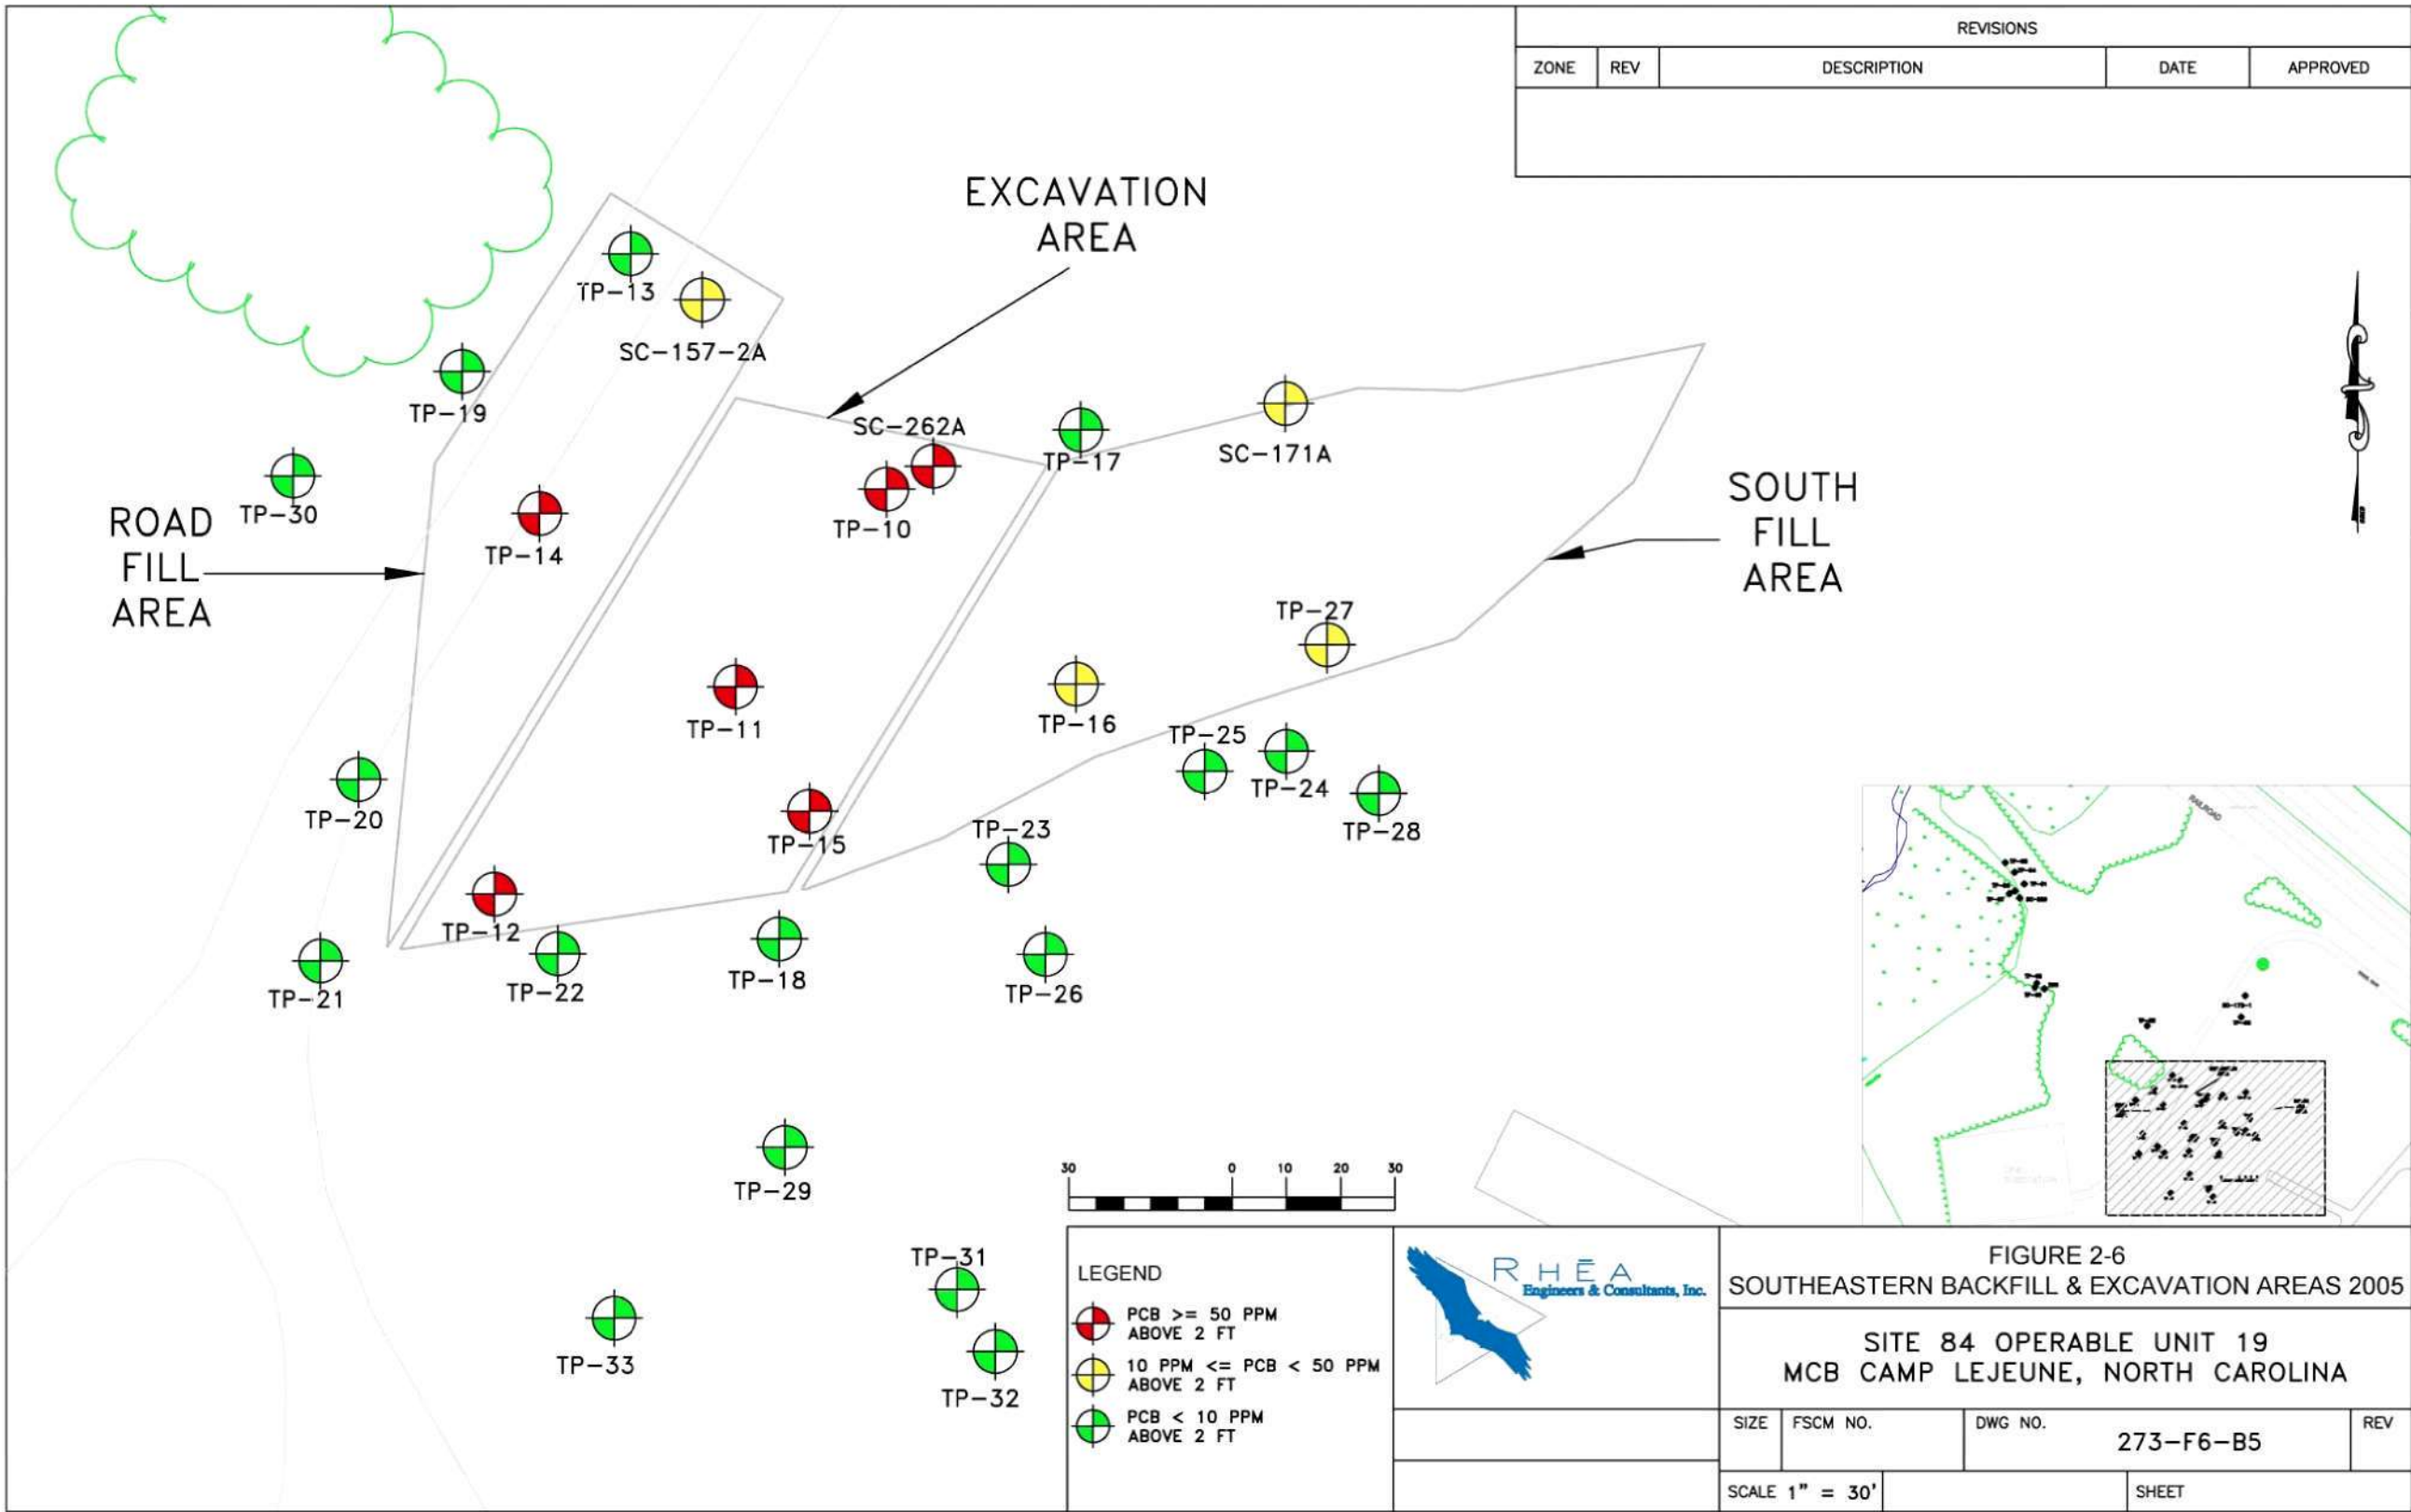 REVISIONS
ZONE REV DESCRIPTION DATE APPROVED
EXCAVATION
AREA
TP-13
SC-157-2A
TP-19
SC-262A
TP-17
SC-171A
TP-30
TP-14
TP-10
ROAD
FILL
AREA
SOUTH
FILL
AREA
TP-27
TP-11
TP-16
TP-25
TP-24
TP-28
TP-20
TP-15
TP-23
TP-12
TP-21
TP-22
TP-18
TP-26
RAILROAD
TP-29
TP-31
TP-33
TP-32
30 0 10 20 30
LEGEND
PCB >= 50 PPM
ABOVE 2 FT
10 PPM <= PCB < 50 PPM
ABOVE 2 FT
PCB < 10 PPM
ABOVE 2 FT
RHĒA
Engineers & Consultants, Inc.
FIGURE 2-6
SOUTHEASTERN BACKFILL & EXCAVATION AREAS 2005
SITE 84 OPERABLE UNIT 19
MCB CAMP LEJEUNE, NORTH CAROLINA
SIZE FSCM NO. DWG NO. REV
273-F6-B5
SCALE 1" = 30' SHEET